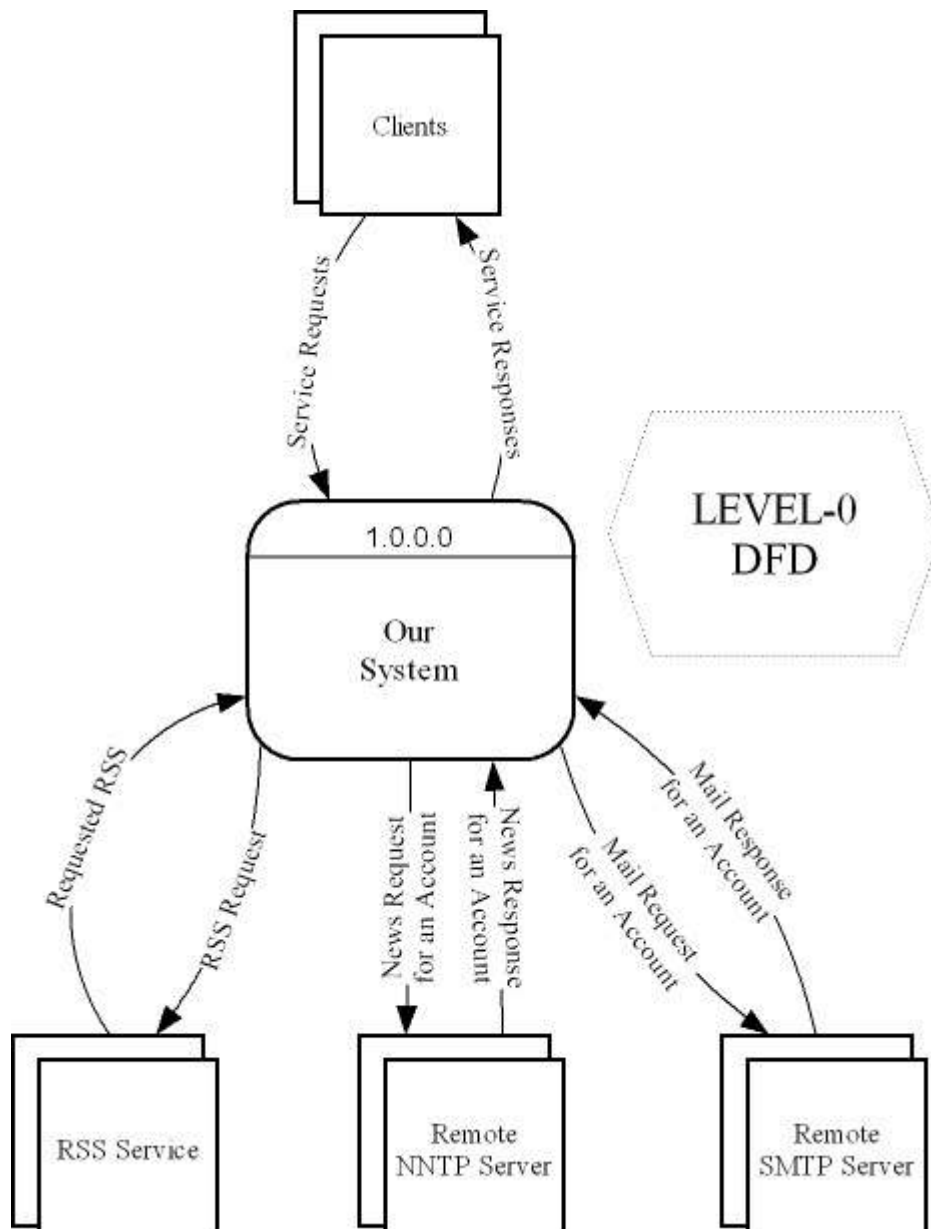 Clients
Service Requests
Service Responses
1.0.0.0
Our
System
LEVEL-0
DFD
Requested RSS
RSS Request
News Request
for an Account
News Response
for an Account
Mail Request
for an Account
Mail Response
for an Account
RSS Service
Remote
NNTP Server
Remote
SMTP Server